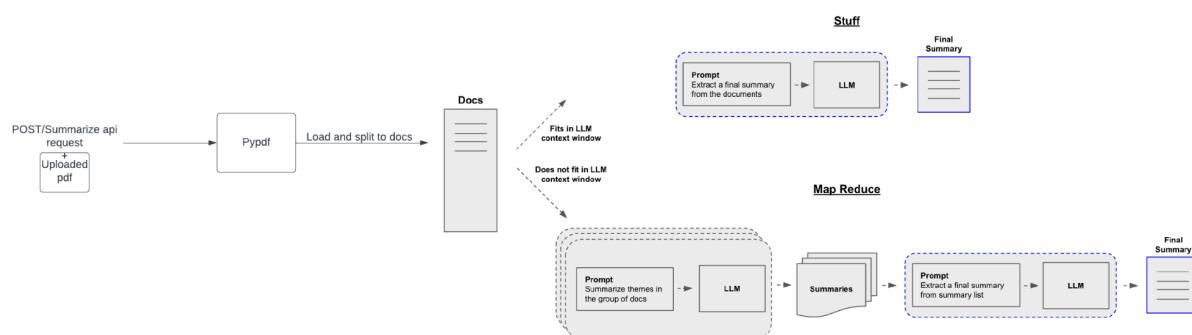 POST/Summarize api
request
+
Uploaded
pdf
Pypdf
Load and split to docs
Docs
Fits in LLM
context window
Does not fit in LLM
context window
Stuff
Prompt
Extract a final summary
from the documents
LLM
Final
Summary
Map Reduce
Prompt
Summarize themes in
the group of docs
LLM
Summaries
Prompt
Extract a final summary
from summary list
LLM
Final
Summary